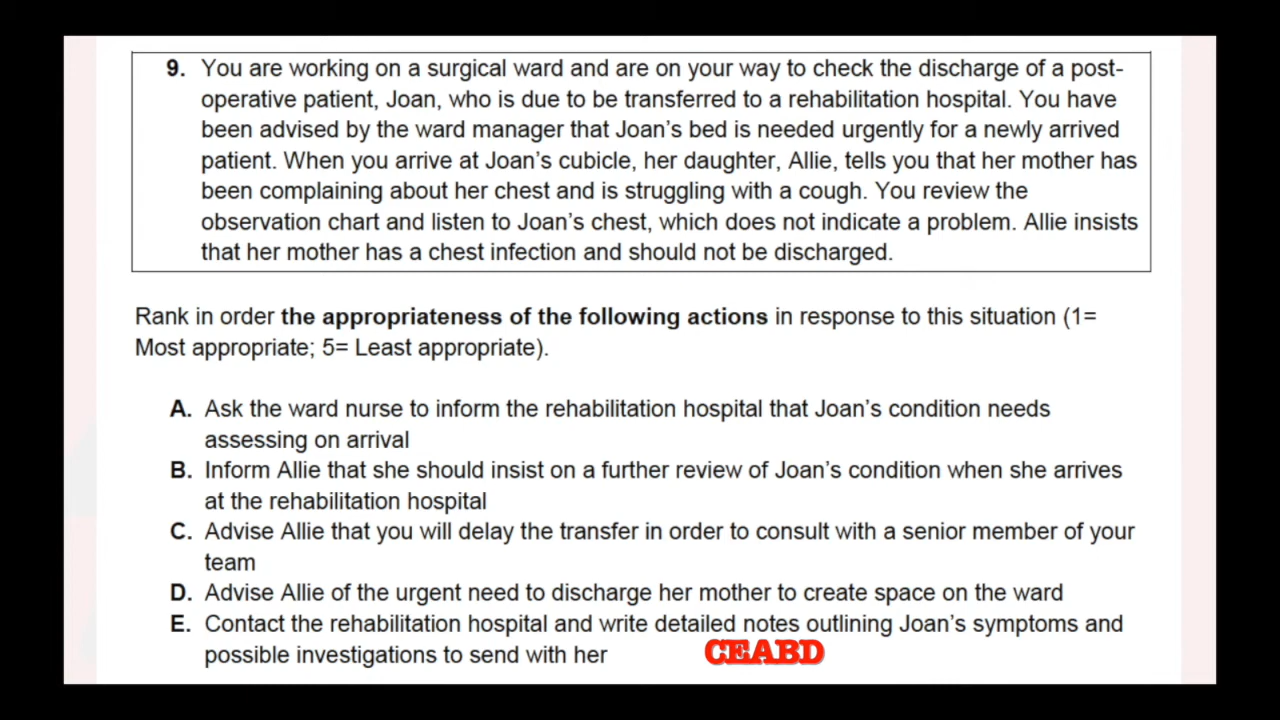 9. You are working on a surgical ward and are on your way to check the discharge of a post-
operative patient, Joan, who is due to be transferred to a rehabilitation hospital. You have
been advised by the ward manager that Joan's bed is needed urgently for a newly arrived
patient. When you arrive at Joan's cubicle, her daughter, Allie, tells you that her mother has
been complaining about her chest and is struggling with a cough. You review the
observation chart and listen to Joan's chest, which does not indicate a problem. Allie insists
that her mother has a chest infection and should not be discharged.
Rank in order the appropriateness of the following actions in response to this situation (1=
Most appropriate; 5= Least appropriate).
A. Ask the ward nurse to inform the rehabilitation hospital that Joan's condition needs
assessing on arrival
B. Inform Allie that she should insist on a further review of Joan's condition when she arrives
at the rehabilitation hospital
C. Advise Allie that you will delay the transfer in order to consult with a senior member of your
team
D. Advise Allie of the urgent need to discharge her mother to create space on the ward
E. Contact the rehabilitation hospital and write detailed notes outlining Joan's symptoms and
possible investigations to send with her CEABD